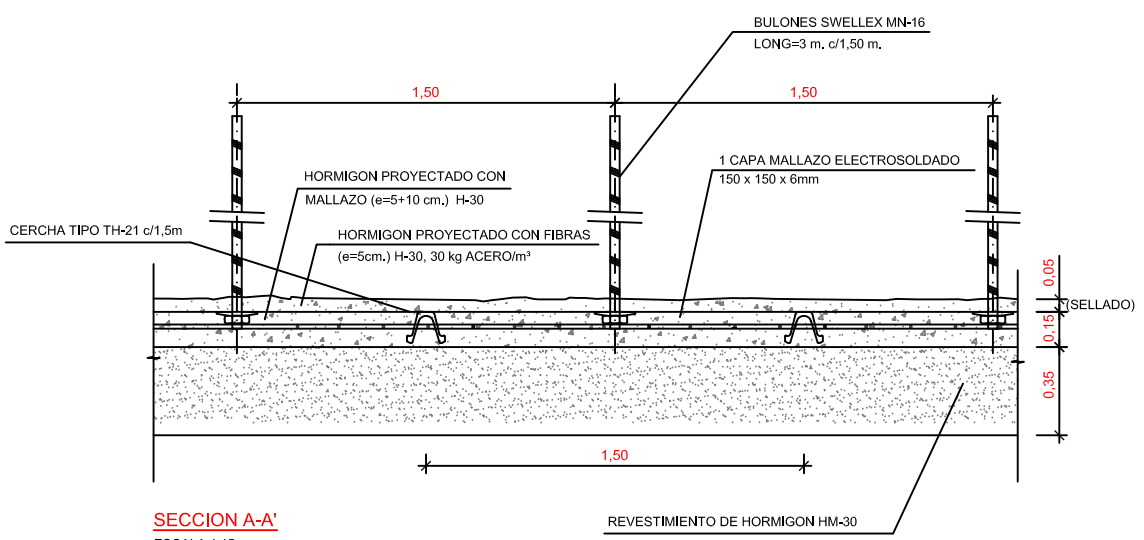 BULONES SWELLEX MN-16
LONG=3 m. c/1,50 m.
1,50
1,50
HORMIGON PROYECTADO CON
MALLAZO (e=5+10 cm.) H-30
1 CAPA MALLAZO ELECTROSOLDADO
150 x 150 x 6mm
CERCHA TIPO TH-21 c/1,5m
HORMIGON PROYECTADO CON FIBRAS
(e=5cm.) H-30, 30 kg ACERO/m³
0,05
(SELLADO)
0,15
0,35
1,50
SECCION A-A'
REVESTIMIENTO DE HORMIGON HM-30